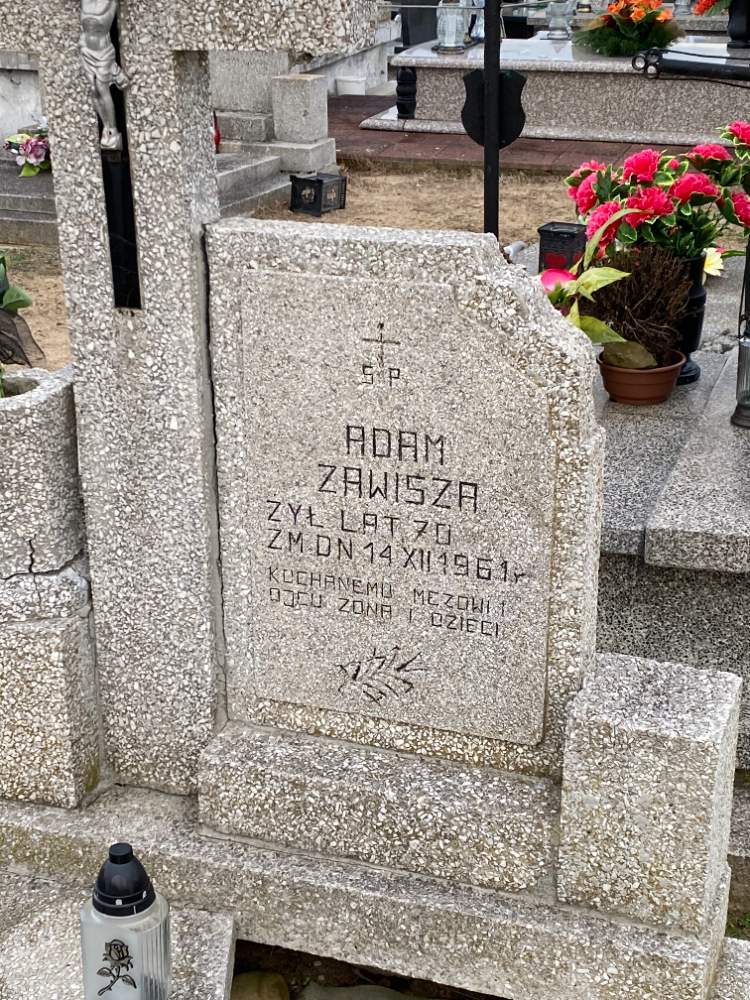 S P
ADAM
ZAWISZA
ŻYŁ LAT 70
ZM. DN 14 XII 1961 r
KOCHANEMU MĘŻOWI I
OJCU ŻONA I DZIECI